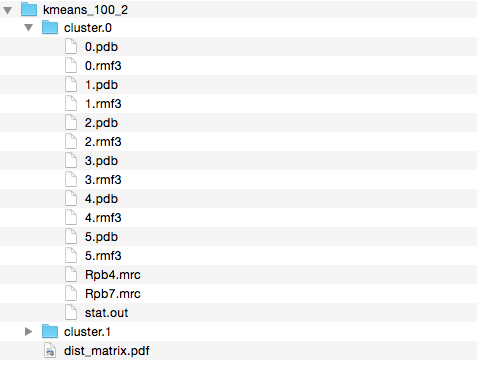 kmeans_100_2
cluster.0
0.pdb
0.rmf3
1.pdb
1.rmf3
2.pdb
2.rmf3
3.pdb
3.rmf3
4.pdb
4.rmf3
5.pdb
5.rmf3
Rpb4.mrc
Rpb7.mrc
stat.out
cluster.1
dist_matrix.pdf